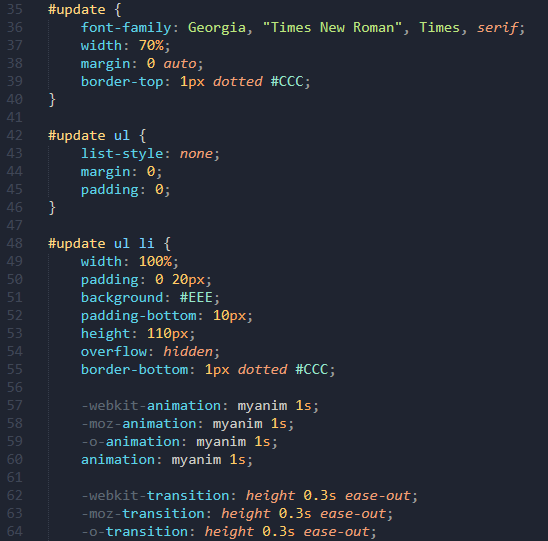 35 #update {
36 font-family: Georgia, "Times New Roman", Times, serif;
37 width: 70%;
38 margin: 0 auto;
39 border-top: 1px dotted #CCC;
40 }
41
42 #update ul {
43 list-style: none;
44 margin: 0;
45 padding: 0;
46 }
47
48 #update ul li {
49 width: 100%;
50 padding: 0 20px;
51 background: #EEE;
52 padding-bottom: 10px;
53 height: 110px;
54 overflow: hidden;
55 border-bottom: 1px dotted #CCC;
56
57 -webkit-animation: myanim 1s;
58 -moz-animation: myanim 1s;
59 -o-animation: myanim 1s;
60 animation: myanim 1s;
61
62 -webkit-transition: height 0.3s ease-out;
63 -moz-transition: height 0.3s ease-out;
64 -o-transition: height 0.3s ease-out;